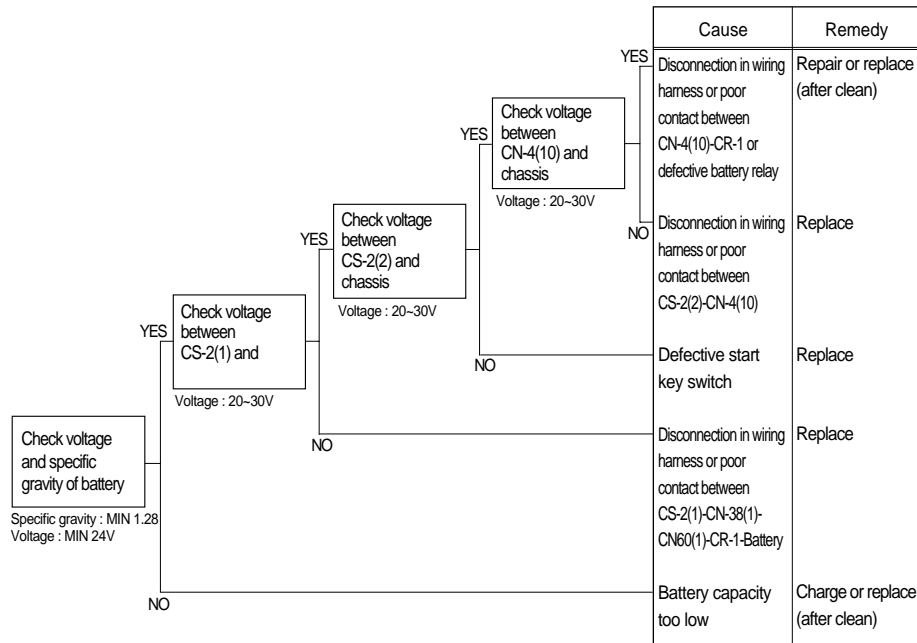 Cause
Remedy
YES
Disconnection in wiring
harness or poor
contact between
CN-4(10)-CR-1 or
defective battery relay
Repair or replace
(after clean)
YES
Check voltage
between
CN-4(10) and
chassis
Voltage : 20~30V
NO
Disconnection in wiring
harness or poor
contact between
CS-2(2)-CN-4(10)
Replace
YES
Check voltage
between
CS-2(2) and
chassis
Voltage : 20~30V
NO
Defective start
key switch
Replace
YES
Check voltage
between
CS-2(1) and
Voltage : 20~30V
NO
Disconnection in wiring
harness or poor
contact between
CS-2(1)-CN-38(1)-
CN60(1)-CR-1-Battery
Replace
Check voltage
and specific
gravity of battery
Specific gravity : MIN 1.28
Voltage : MIN 24V
NO
Battery capacity
too low
Charge or replace
(after clean)